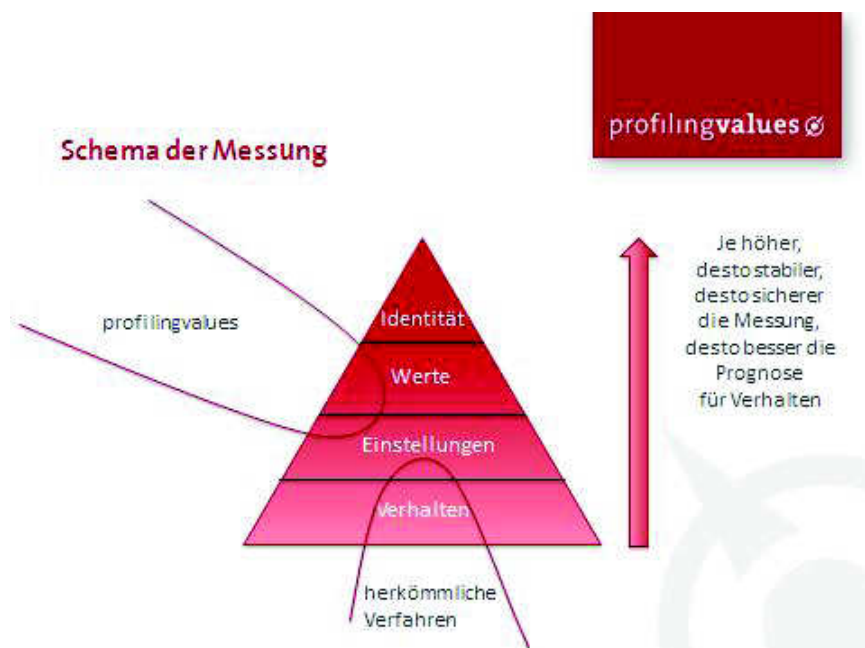 profilingvalues
Schema der Messung
profilingvalues
Identität
Werte
Einstellungen
Verhalten
herkömmliche
Verfahren
Je höher,
desto stabiler,
desto sicherer
die Messung,
desto besser die
Prognose
für Verhalten